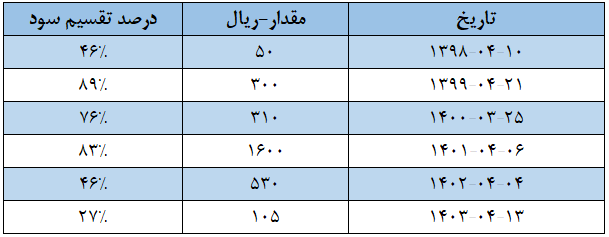 تاریخ مقدار-ریال درصد تقسیم سود
۱۳۹۸-۰۴-۱۰ ۵۰ ۴۶٪
۱۳۹۹-۰۴-۲۱ ۳۰۰ ۸۹٪
۱۴۰۰-۰۳-۲۵ ۳۱۰ ۷۶٪
۱۴۰۱-۰۴-۰۶ ۱۶۰۰ ۸۳٪
۱۴۰۲-۰۴-۰۴ ۵۳۰ ۴۶٪
۱۴۰۳-۰۴-۱۳ ۱۰۵ ۲۷٪